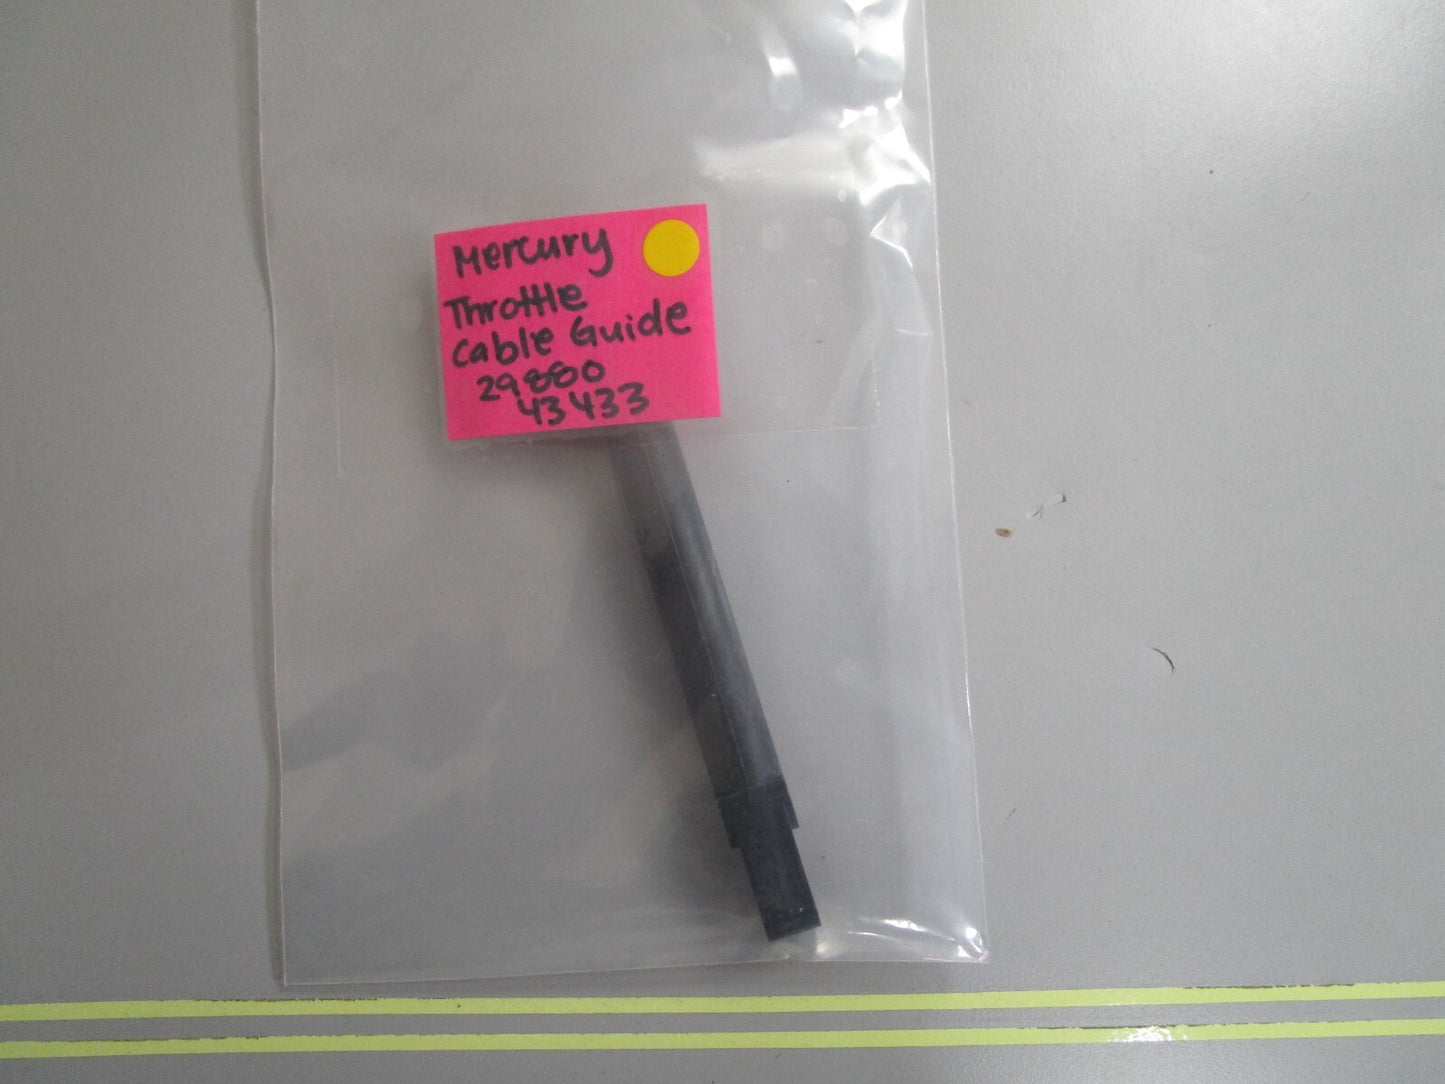 Mercury
Throttle
Cable Guide
29880
43433